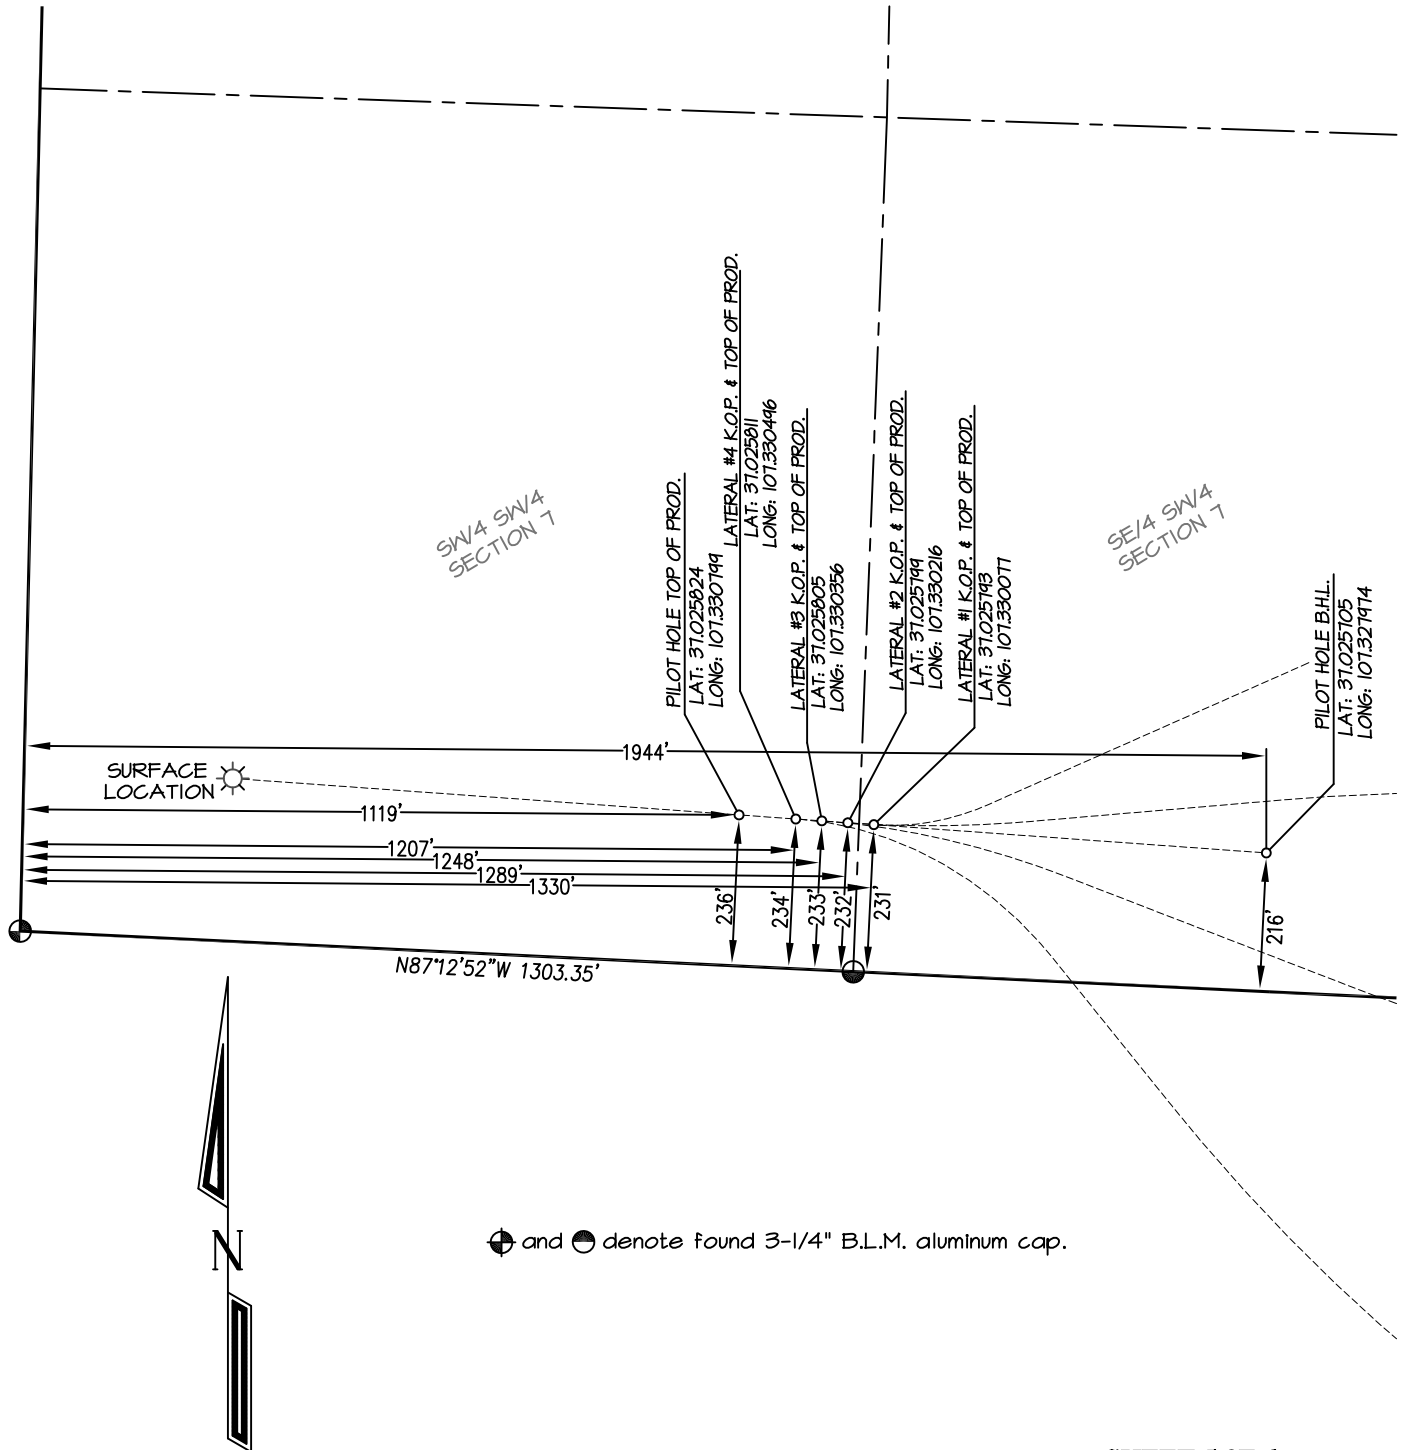 LATERAL #4 K.O.P. & TOP OF PROD.
LAT: 37.025811
LONG: 107.330496
PILOT HOLE TOP OF PROD.
LAT: 37.025824
LONG: 107.330799
LATERAL #3 K.O.P. & TOP OF PROD.
LAT: 37.025805
LONG: 107.330356
LATERAL #2 K.O.P. & TOP OF PROD.
LAT: 37.025799
LONG: 107.330216
LATERAL #1 K.O.P. & TOP OF PROD.
LAT: 37.025793
LONG: 107.330077
PILOT HOLE B.H.L.
LAT: 37.025705
LONG: 107.327974
SW/4 SW/4
SECTION 7
SE/4 SW/4
SECTION 7
1944'
SURFACE
LOCATION
1119'
1207'
1248'
1289'
1330'
236'
234'
233'
232'
231'
216'
N87°12'52"W 1303.35'
N
and denote found 3-1/4" B.L.M. aluminum cap.